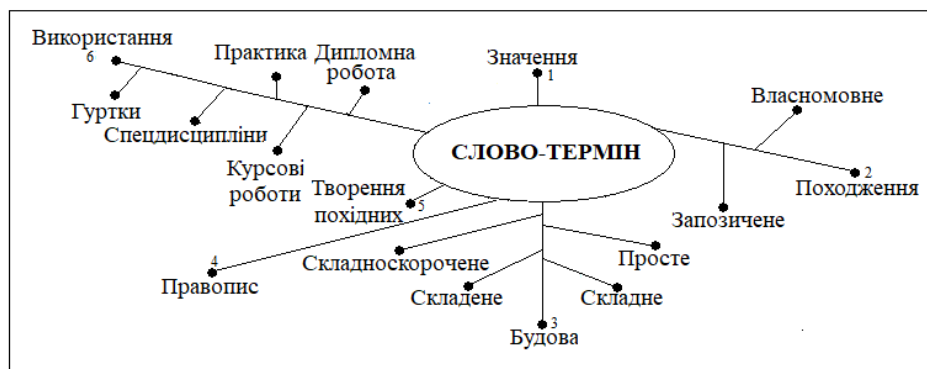 Використання
6
Практика
Дипломна
робота
Значення
1
Власномовне
Гуртки
Спецдисципліни
СЛОВО-ТЕРМІН
Курсові
роботи
Творення
похідних
5
2
Походження
Запозичене
4
Правопис
Складноскорочене
Просте
Складене
Складне
3
Будова